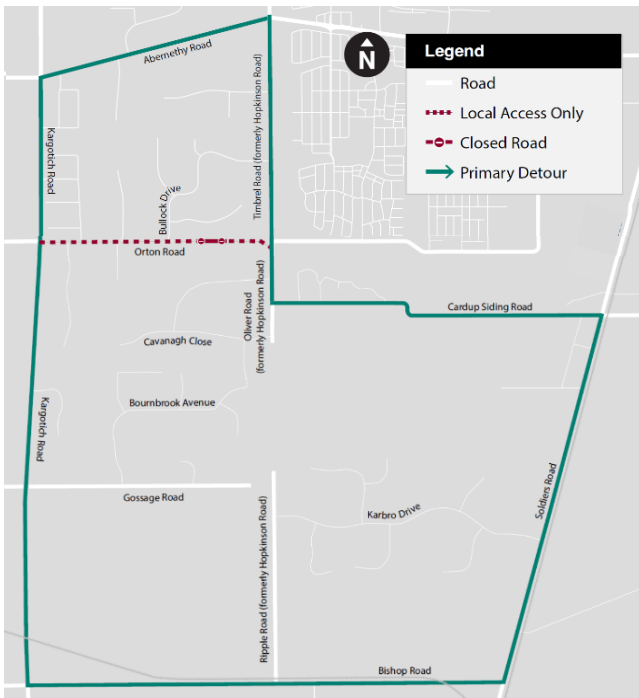 N
Legend
Road
Local Access Only
Closed Road
Primary Detour
Abernethy Road
Kargotich Road
Timbrel Road (formerly Hopkinson Road)
Bullock Drive
Orton Road
Oliver Road
(formerly Hopkinson Road)
Cardup Siding Road
Cavanagh Close
Bournbrook Avenue
Kargotich Road
Gossage Road
Ripple Road (formerly Hopkinson Road)
Karbro Drive
Soldiers Road
Bishop Road